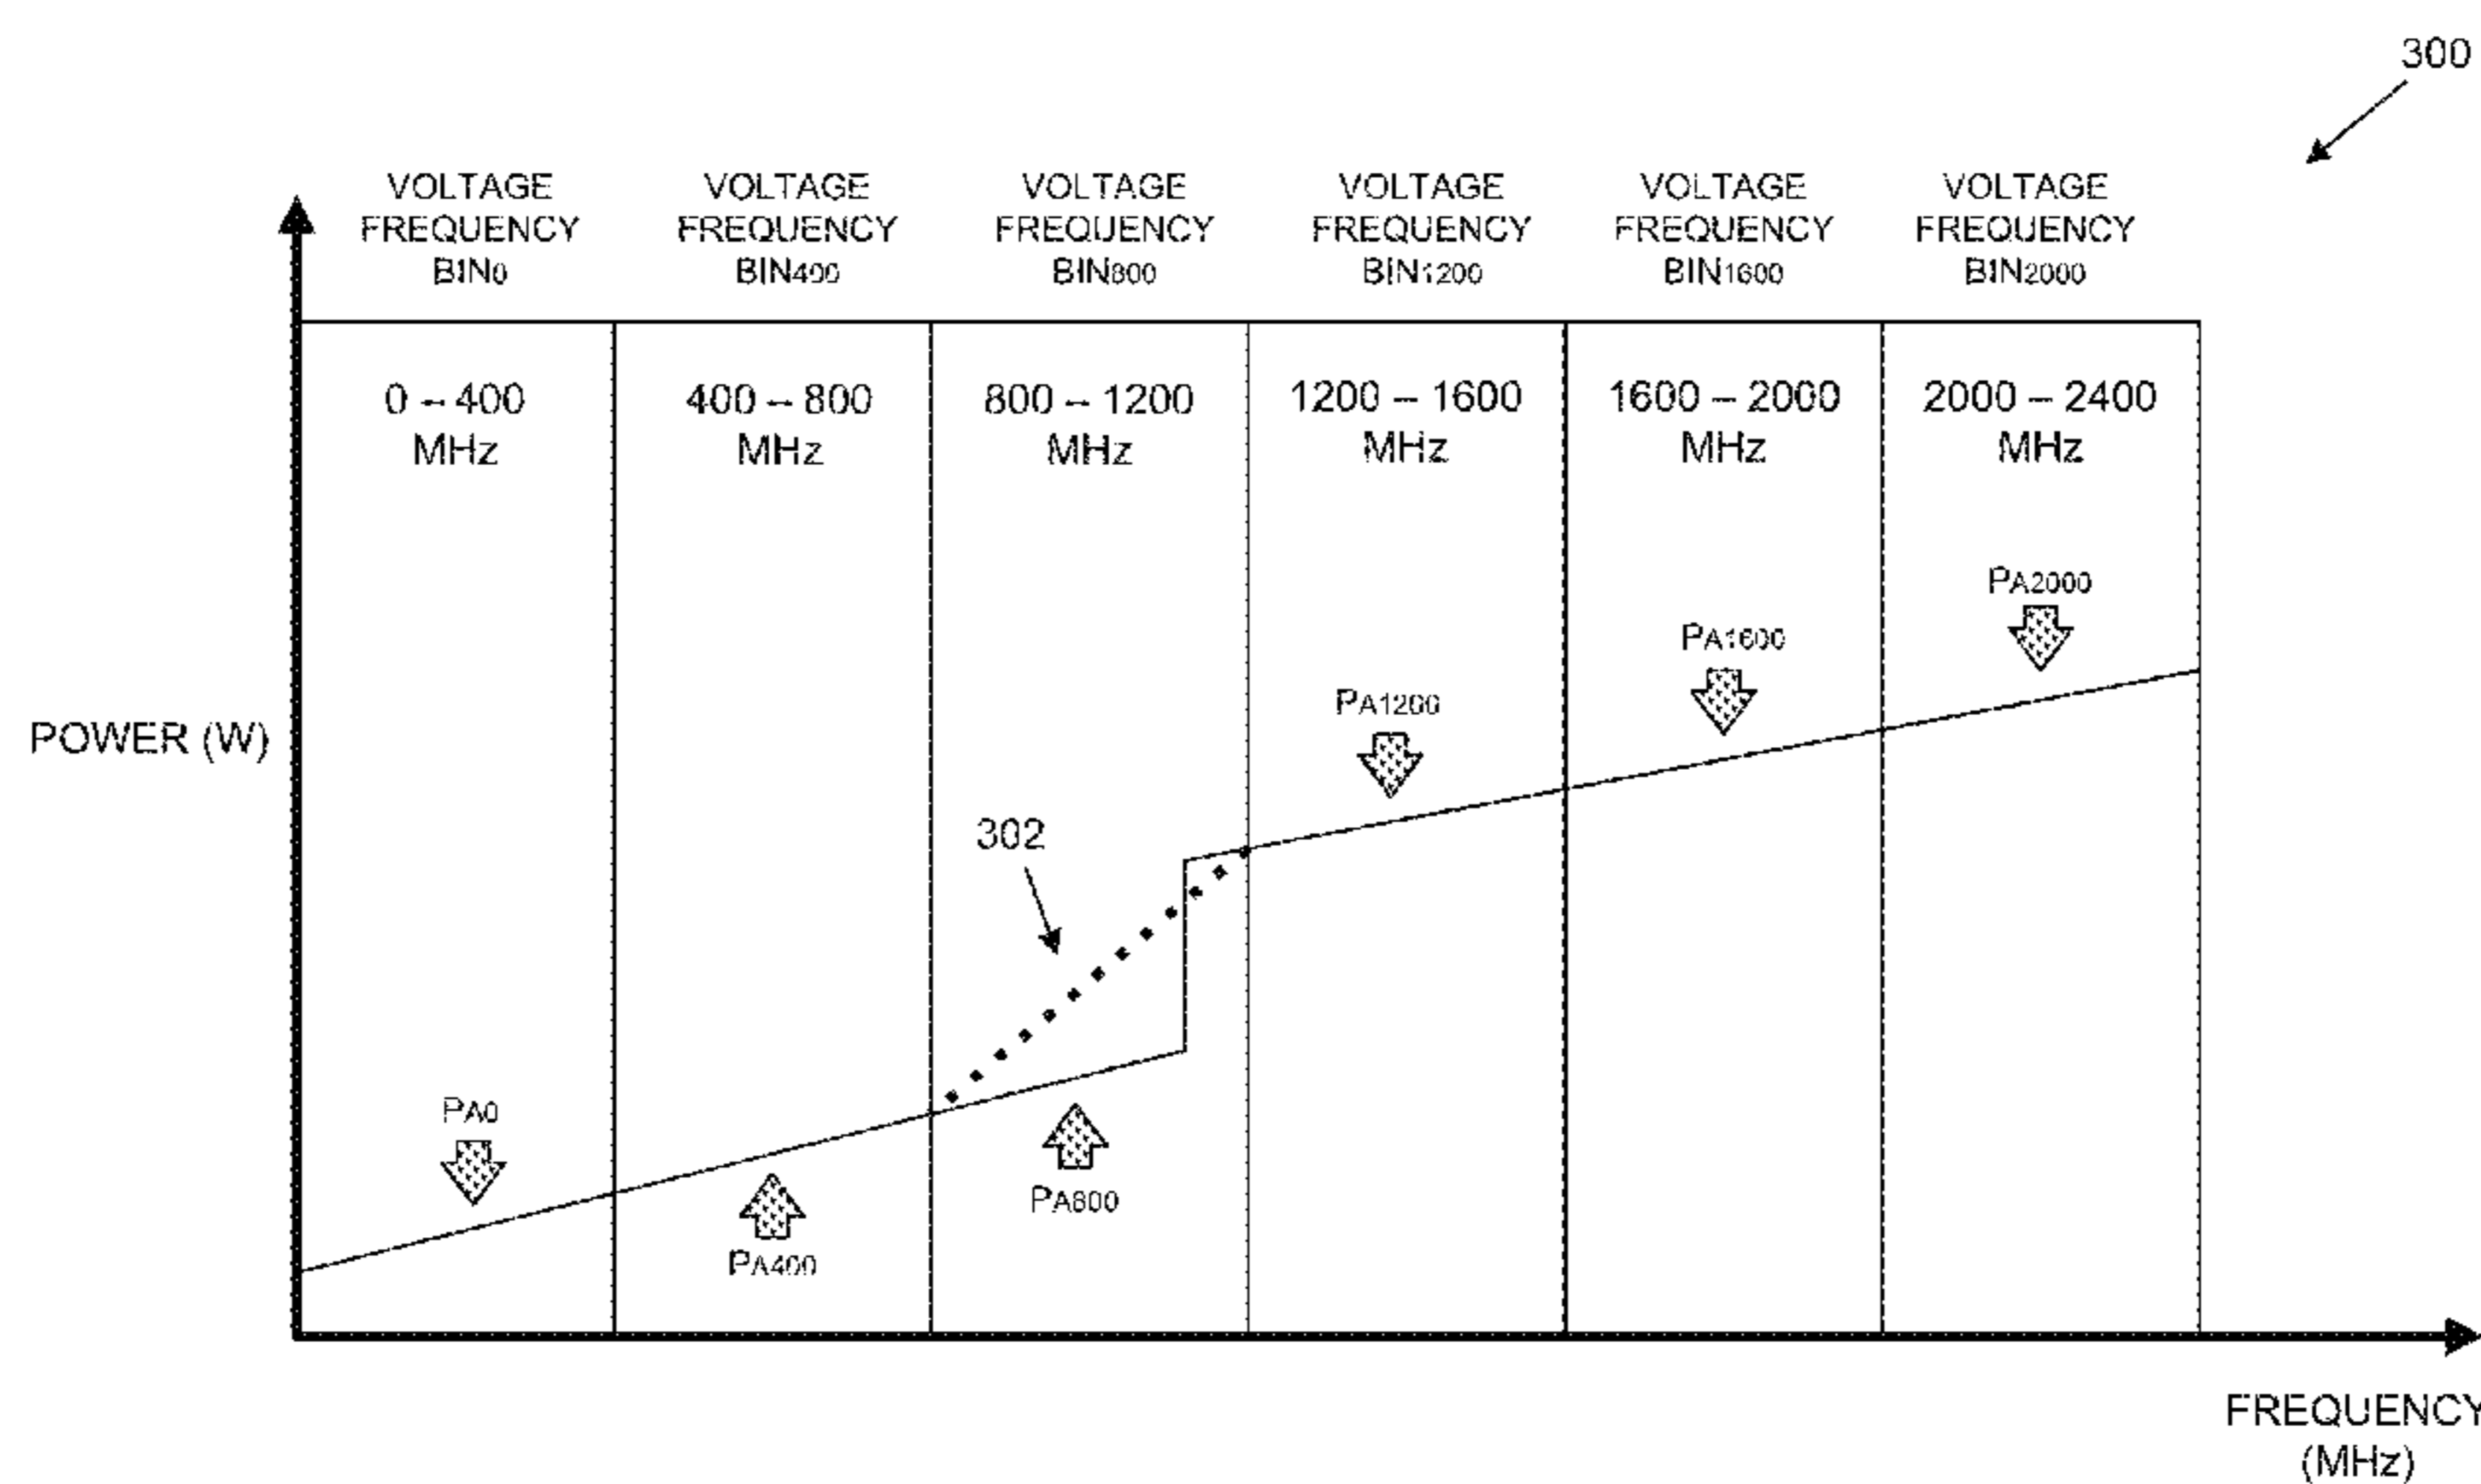 300
VOLTAGE FREQUENCY BIN0
VOLTAGE FREQUENCY BIN400
VOLTAGE FREQUENCY BIN800
VOLTAGE FREQUENCY BIN1200
VOLTAGE FREQUENCY BIN1600
VOLTAGE FREQUENCY BIN2000
0 – 400 MHz
400 – 800 MHz
800 – 1200 MHz
1200 – 1600 MHz
1600 – 2000 MHz
2000 – 2400 MHz
PA2000
PA1600
PA1200
POWER (W)
302
PA0
PA800
PA400
FREQUENCY
(MHz)